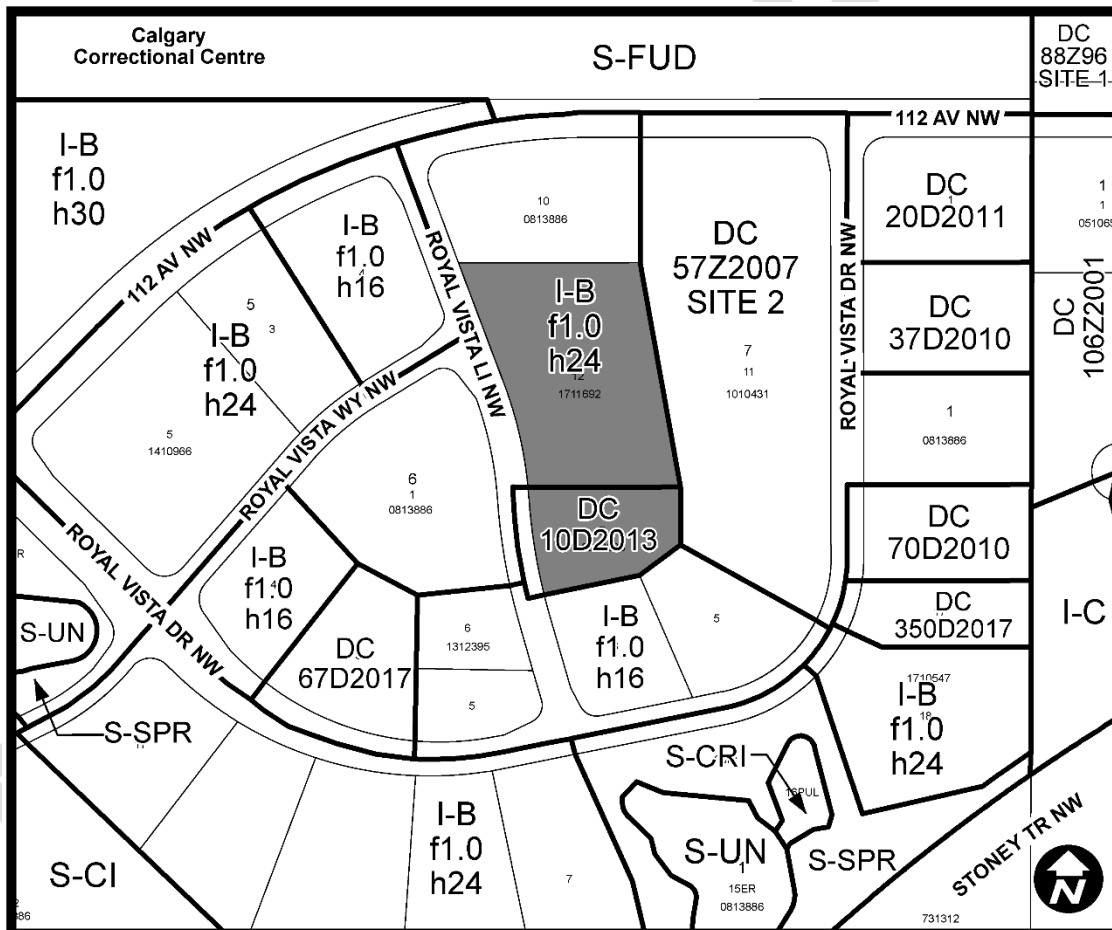 Calgary
Correctional Centre
S-FUD
DC
88Z96
SITE 1
112 AV NW
I-B
f1.0
h30
10
0813886
DC
20D2011
1
1
DC
57Z2007
SITE 2
7
11
1010431
I-B
f1.0
h16
ROYAL VISTA LI NW
ROYAL VISTA DR NW
112 AV NW
I-B
f1.0
h24
12
1711692
DC
37D2010
DC
106Z2001
5
3
I-B
f1.0
h24
5
1410966
ROYAL VISTA WY NW
1
0813886
6
1
0813886
DC
10D2013
DC
70D2010
ROYAL VISTA DR NW
I-B
f1.0
h16
DC
67D2017
6
1312395
5
I-B
f1.0
h16
5
DC
350D2017
I-C
S-UN
S-SPR
1710547
I-B
f1.0
18
h24
S-CRI
16PUL
S-UN
1
15ER
0813886
S-SPR
STONEY TR NW
S-CI
I-B
f1.0
h24
7
N
731312